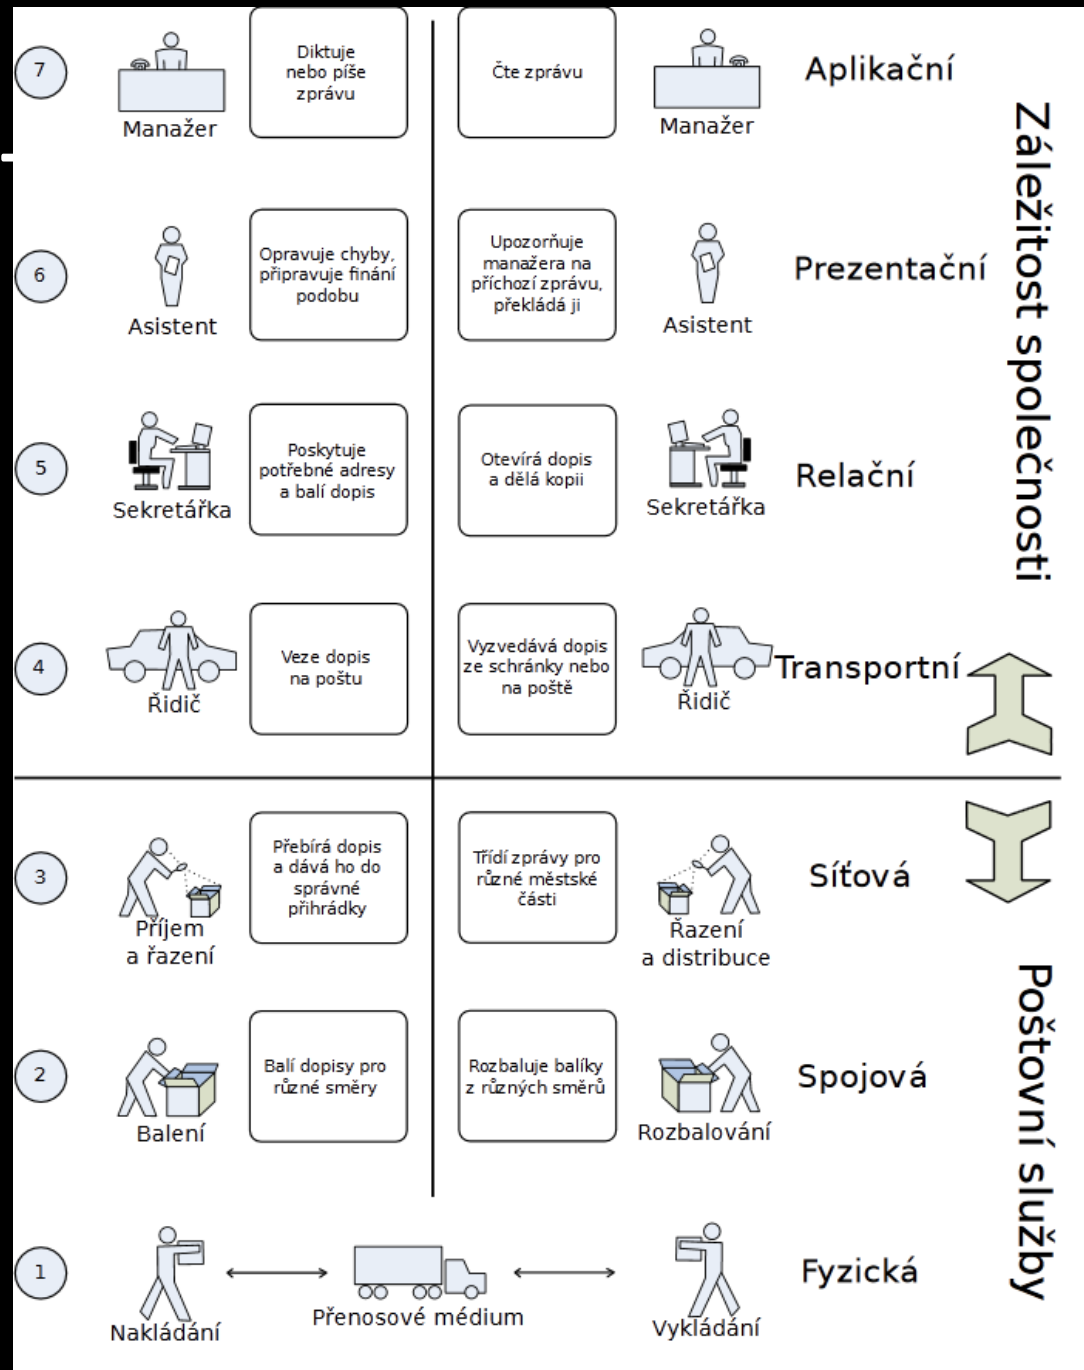 7
Manažer
Diktuje
nebo píše
zprávu
Čte zprávu
Manažer
Aplikační
6
Asistent
Opravuje chyby,
připravuje finání
podobu
Upozorňuje
manažera na
příchozí zprávu,
překládá ji
Asistent
Prezentační
5
Sekretářka
Poskytuje
potřebné adresy
a balí dopis
Otevírá dopis
a dělá kopii
Sekretářka
Relační
4
Řidič
Veze dopis
na poštu
Vyzvedává dopis
ze schránky nebo
na poště
Řidič
Transportní
Záležitost společnosti
3
Příjem
a řazení
Přebírá dopis
a dává ho do
správné
přihrádky
Třídí zprávy pro
různé městské
části
Řazení
a distribuce
Síťová
2
Balení
Balí dopisy pro
různé směry
Rozbaluje balíky
z různých směrů
Rozbalování
Spojová
1
Nakládání
Přenosové médium
Vykládání
Fyzická
Poštovní služby